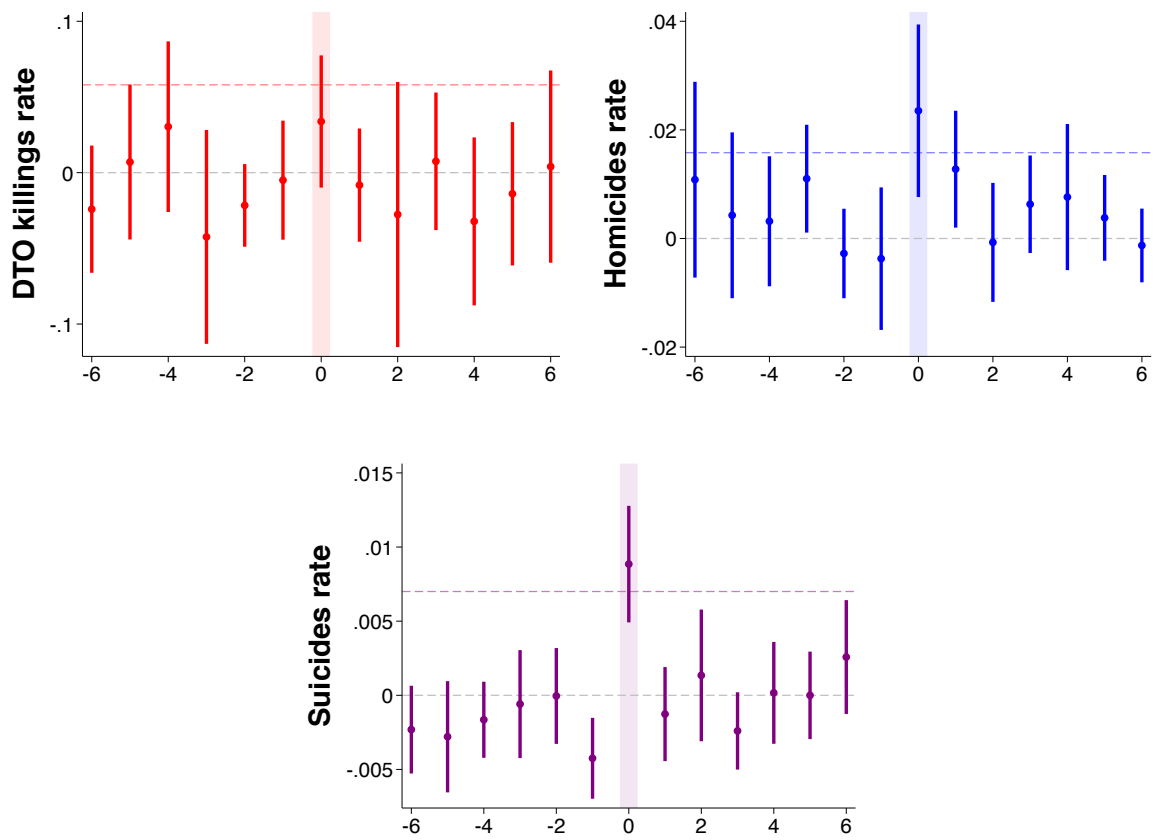 DTO killings rate
.1
0
-.1
-6 -4 -2 0 2 4 6
Homicides rate
.04
.02
0
-.02
-6 -4 -2 0 2 4 6
Suicides rate
.015
.01
.005
0
-.005
-6 -4 -2 0 2 4 6